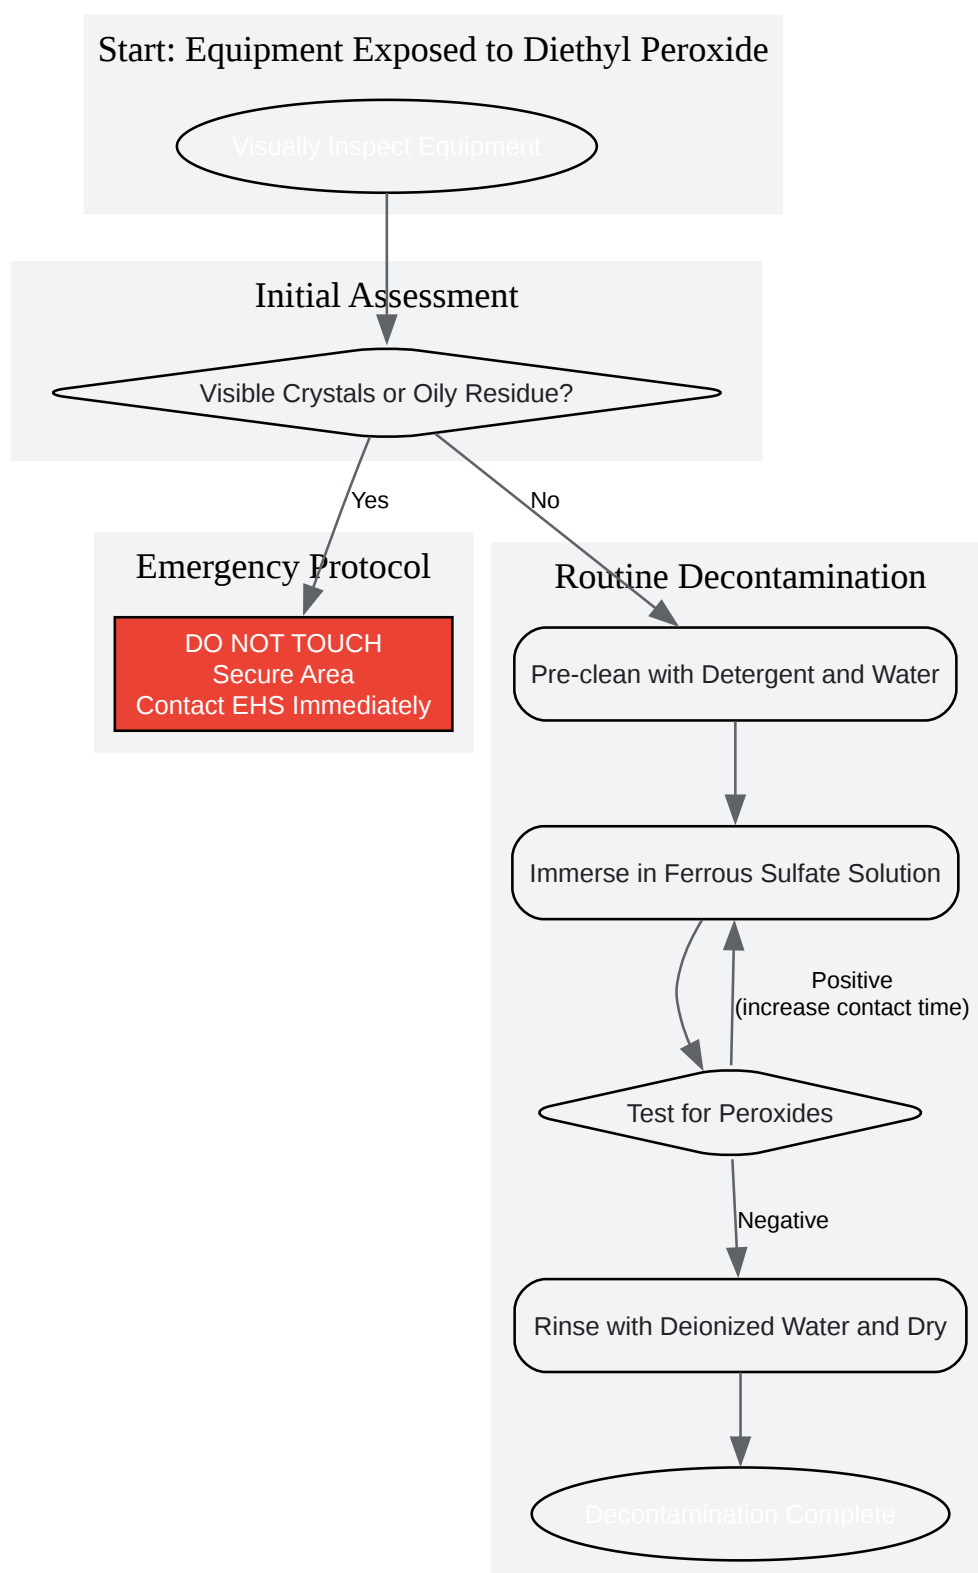 Start: Equipment Exposed to Diethyl Peroxide
Visually Inspect Equipment
Initial Assessment
Visible Crystals or Oily Residue?
Yes
No
Emergency Protocol
DO NOT TOUCH
Secure Area
Contact EHS Immediately
Routine Decontamination
Pre-clean with Detergent and Water
Immerse in Ferrous Sulfate Solution
Positive
(increase contact time)
Test for Peroxides
Negative
Rinse with Deionized Water and Dry
Decontamination Complete